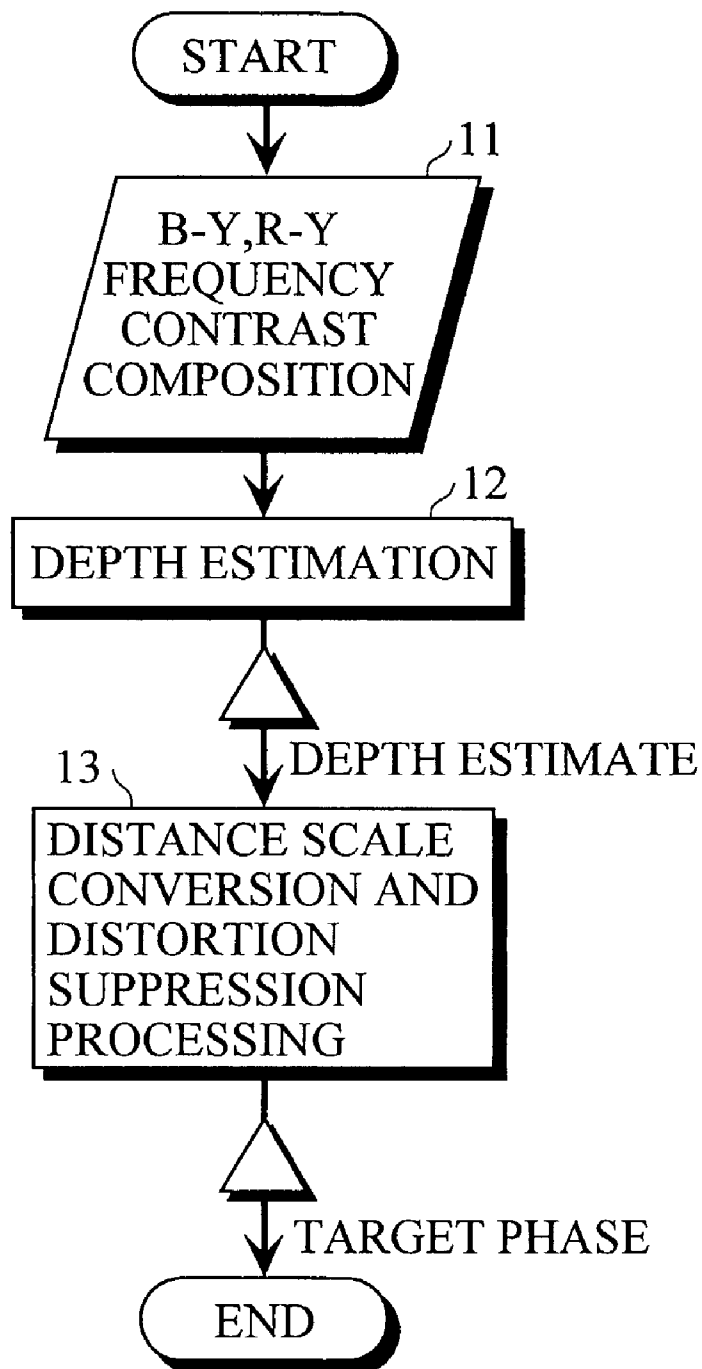 START
11
B-Y,R-Y
FREQUENCY
CONTRAST
COMPOSITION
12
DEPTH ESTIMATION
DEPTH ESTIMATE
13
DISTANCE SCALE
CONVERSION AND
DISTORTION
SUPPRESSION
PROCESSING
TARGET PHASE
END